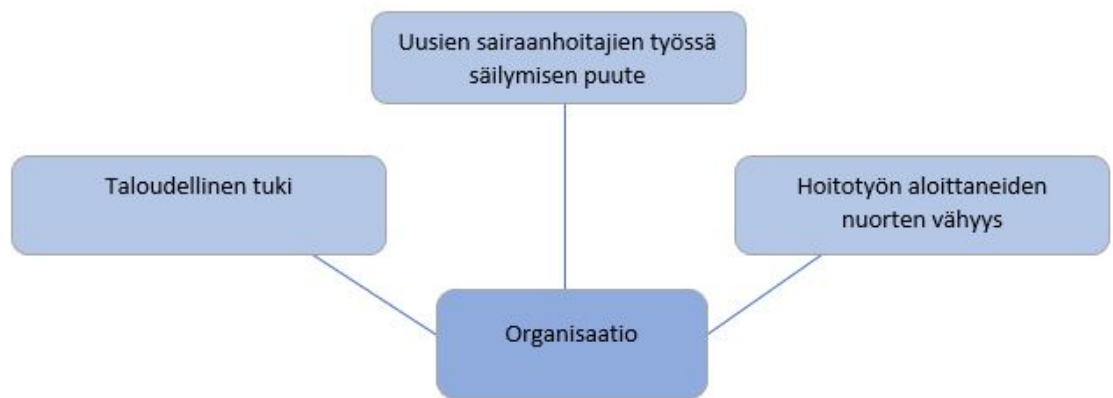 Uusien sairaanhoitajien työssä
säilymisen puute
Taloudellinen tuki
Hoitotyön aloittaneiden
nuorten vähyys
Organisaatio